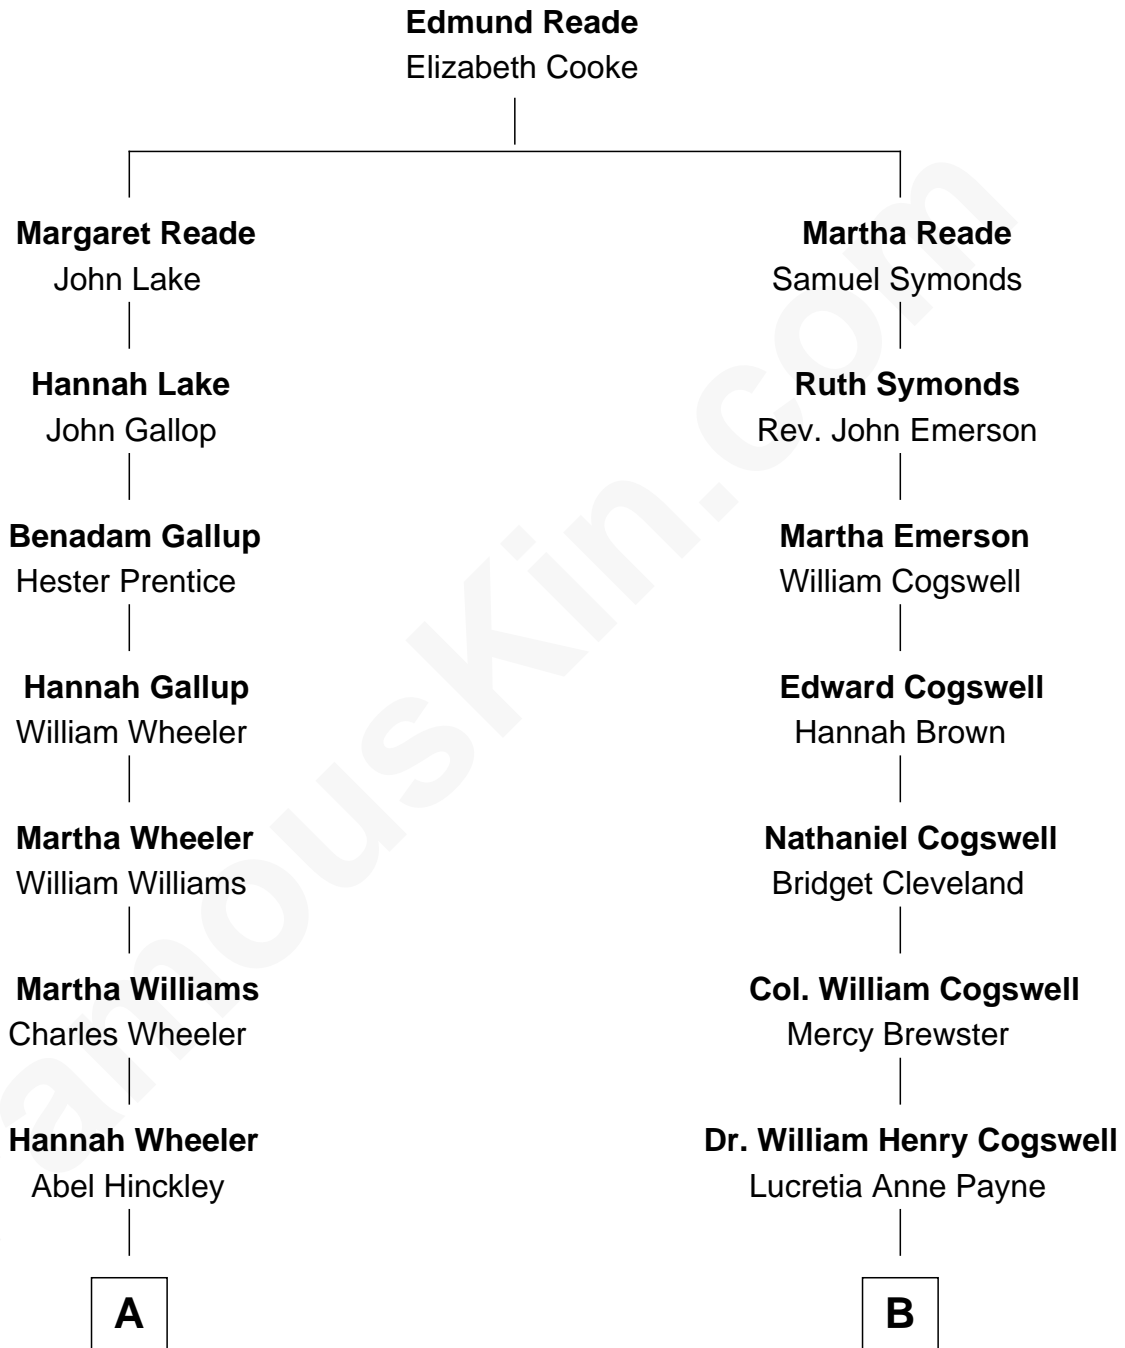 Edmund Reade
Elizabeth Cooke
Margaret Reade
John Lake
Hannah Lake
John Gallop
Benadam Gallup
Hester Prentice
Hannah Gallup
William Wheeler
Martha Wheeler
William Williams
Martha Williams
Charles Wheeler
Hannah Wheeler
Abel Hinckley
A
Martha Reade
Samuel Symonds
Ruth Symonds
Rev. John Emerson
Martha Emerson
William Cogswell
Edward Cogswell
Hannah Brown
Nathaniel Cogswell
Bridget Cleveland
Col. William Cogswell
Mercy Brewster
Dr. William Henry Cogswell
Lucretia Anne Payne
B
amousKin.com